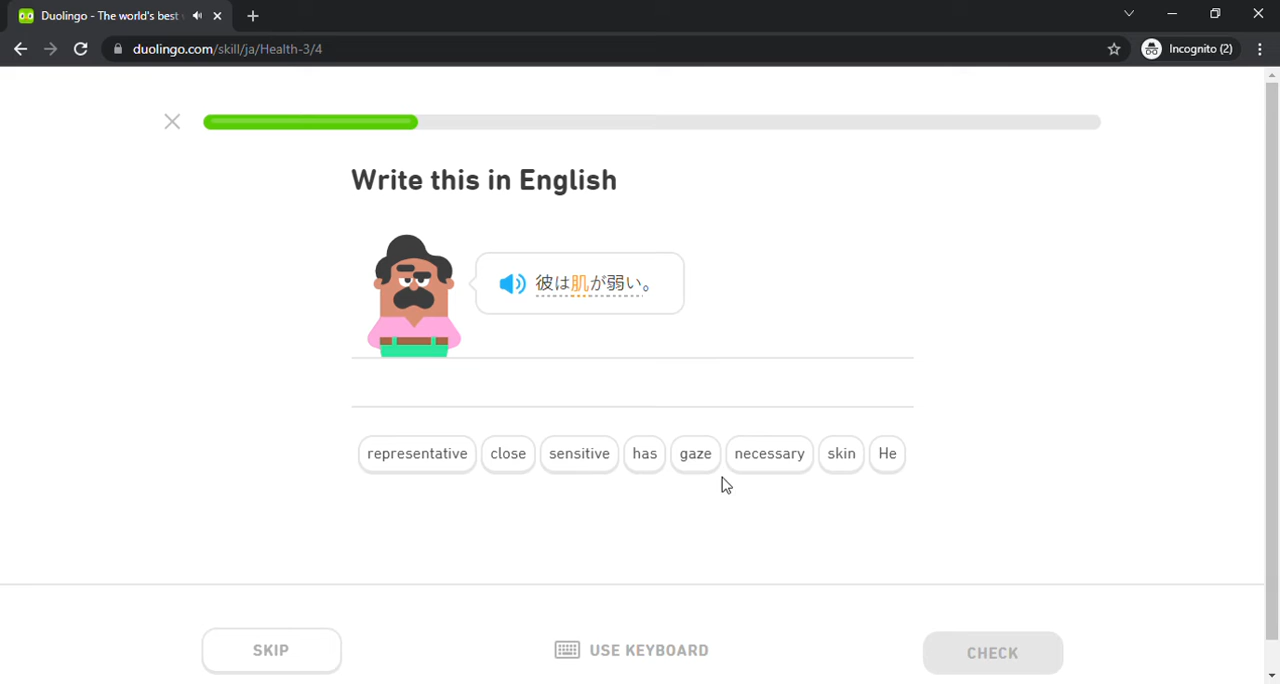 Duolingo - The world's best
duolingo.com/skill/ja/Health-3/4
Incognito (2)
Write this in English
彼は肌が弱い。
representative close sensitive has gaze necessary skin He
SKIP USE KEYBOARD CHECK